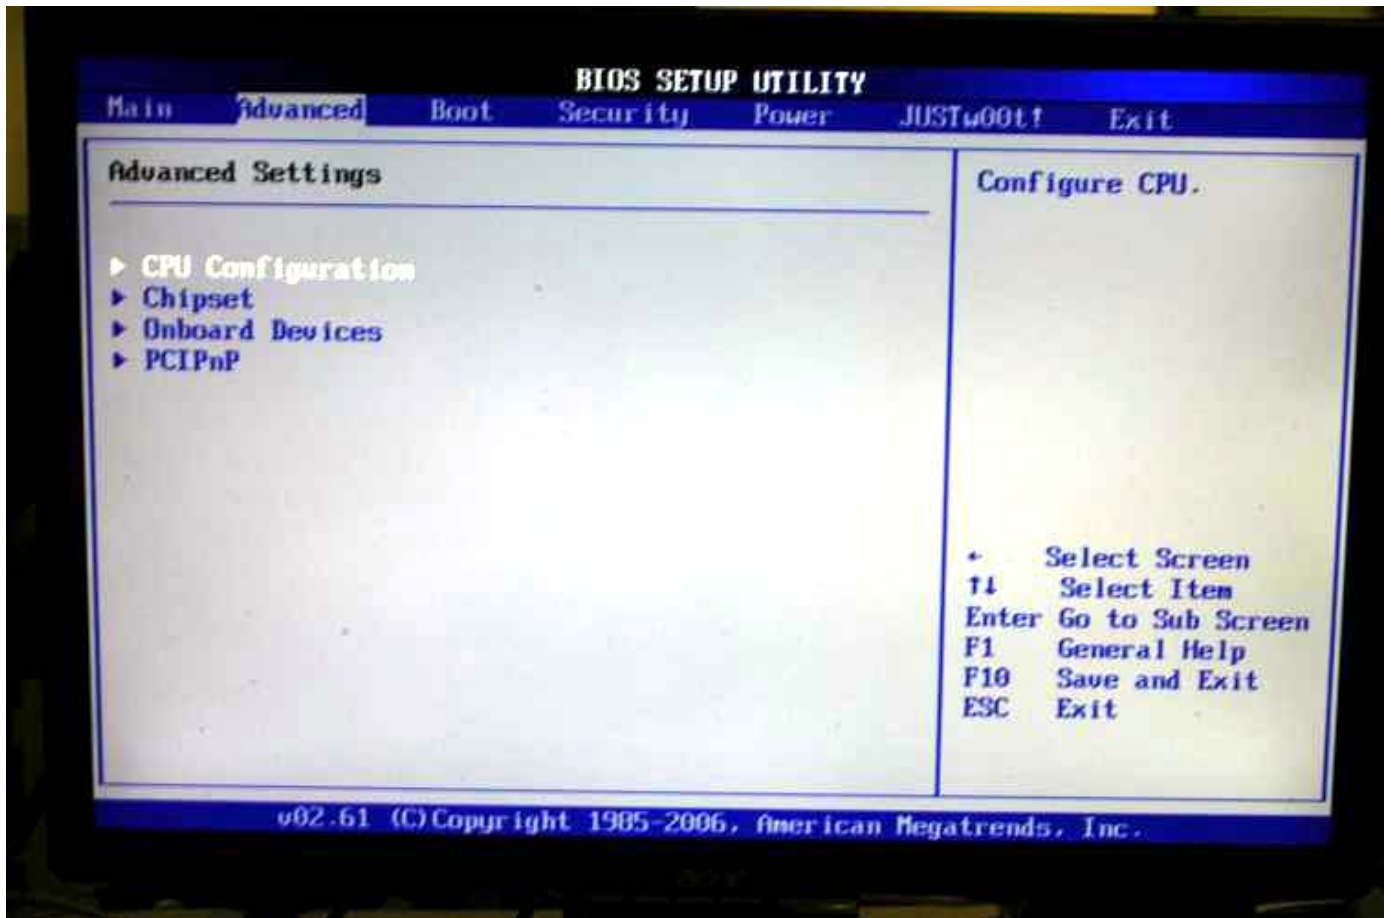 BIOS SETUP UTILITY
Main Advanced Boot Security Power JUSTw00t! Exit
Advanced Settings
Configure CPU.
► CPU Configuration
► Chipset
► Onboard Devices
► PCIPnP
← Select Screen
↑↓ Select Item
Enter Go to Sub Screen
F1 General Help
F10 Save and Exit
ESC Exit
v02.61 (C)Copyright 1985-2006, American Megatrends, Inc.